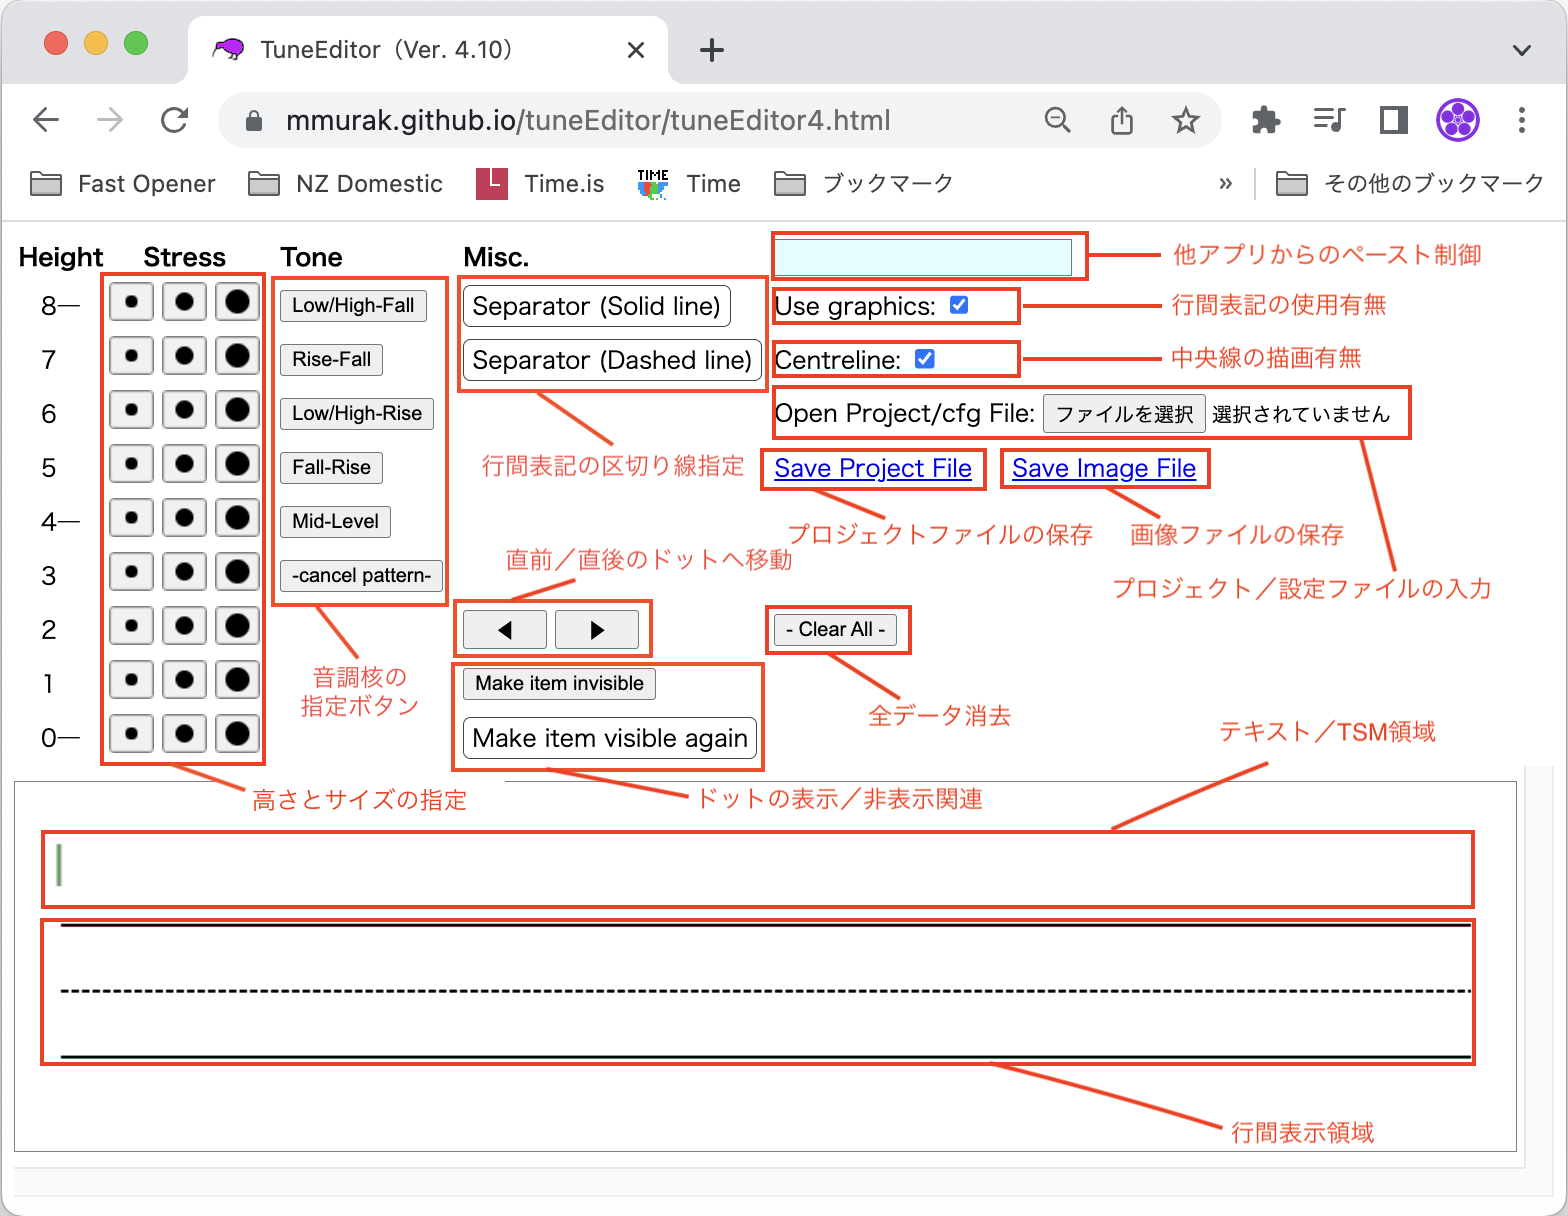 TuneEditor（Ver. 4.10）
mmurak.github.io/tuneEditor/tuneEditor4.html
Fast Opener
NZ Domestic
Time.is
TIME
Time
ブックマーク
»
その他のブックマーク
Height
Stress
Tone
Misc.
他アプリからのペースト制御
8—
Low/High-Fall
Separator (Solid line)
Use graphics:
行間表記の使用有無
7
Rise-Fall
Separator (Dashed line)
Centreline:
中央線の描画有無
6
Low/High-Rise
Open Project/cfg File:
ファイルを選択
選択されていません
5
Fall-Rise
行間表記の区切り線指定
Save Project File
Save Image File
4—
Mid-Level
プロジェクトファイルの保存
画像ファイルの保存
直前／直後のドットへ移動
3
-cancel pattern-
プロジェクト／設定ファイルの入力
2
- Clear All -
1
音調核の
指定ボタン
Make item invisible
全データ消去
0—
Make item visible again
テキスト／TSM領域
高さとサイズの指定
ドットの表示／非表示関連
行間表示領域